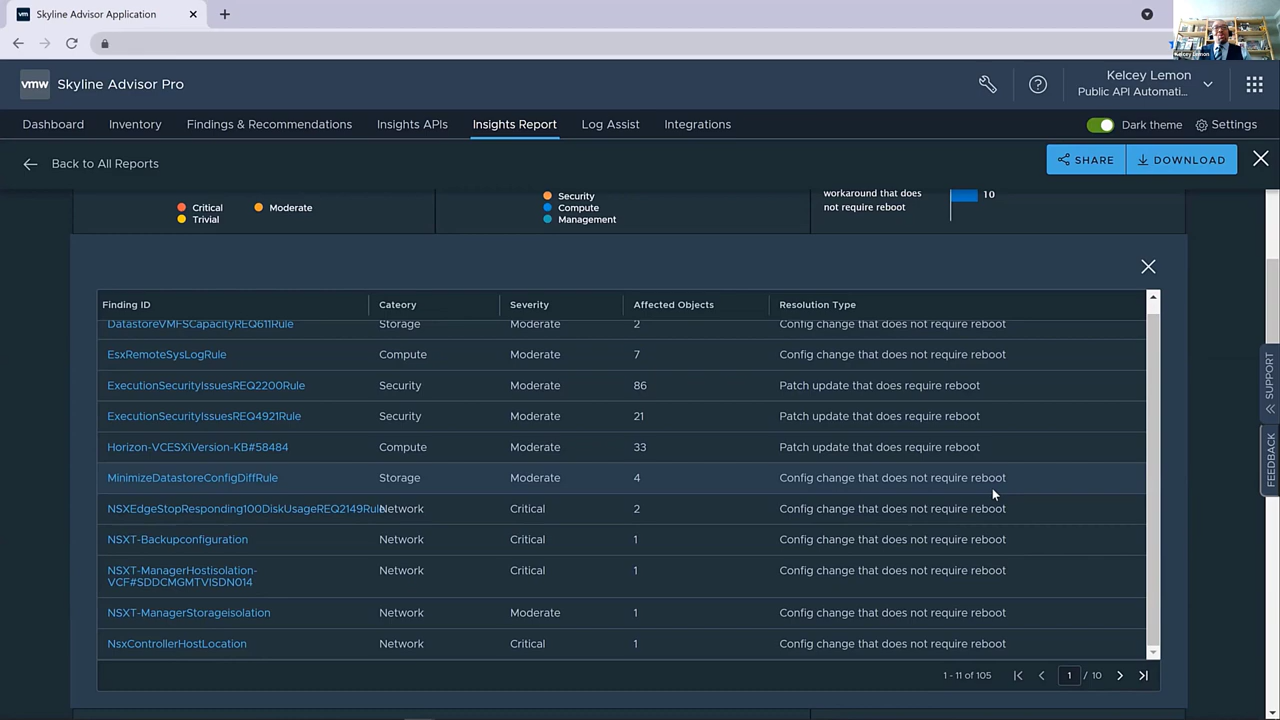 vm Skyline Advisor Application
Kelcey Lemon
vmw Skyline Advisor Pro
Kelcey Lemon
Public API Automati...
Dashboard Inventory Findings & Recommendations Insights APIs Insights Report Log Assist Integrations Dark theme Settings
Back to All Reports SHARE DOWNLOAD
Critical Moderate
Trivial
Security
Compute
Management
workaround that does
not require reboot
10
Finding ID Cateory Severity Affected Objects Resolution Type
DatastoreVMFSCapacityREQ611Rule Storage Moderate 2 Config change that does not require reboot
EsxRemoteSysLogRule Compute Moderate 7 Config change that does not require reboot
ExecutionSecurityIssuesREQ2200Rule Security Moderate 86 Patch update that does require reboot
ExecutionSecurityIssuesREQ4921Rule Security Moderate 21 Patch update that does require reboot
Horizon-VCESXiVersion-KB#58484 Compute Moderate 33 Patch update that does require reboot
MinimizeDatastoreConfigDiffRule Storage Moderate 4 Config change that does not require reboot
NSXEdgeStopResponding100DiskUsageREQ2149Rule Network Critical 2 Config change that does not require reboot
NSXT-Backupconfiguration Network Critical 1 Config change that does not require reboot
NSXT-ManagerHostisolation- Network Critical 1 Config change that does not require reboot
VCF#SDDCMGMTVISDN014
NSXT-ManagerStorageisolation Network Moderate 1 Config change that does not require reboot
NsxControllerHostLocation Network Critical 1 Config change that does not require reboot
1 - 11 of 105 1 / 10
SUPPORT
FEEDBACK